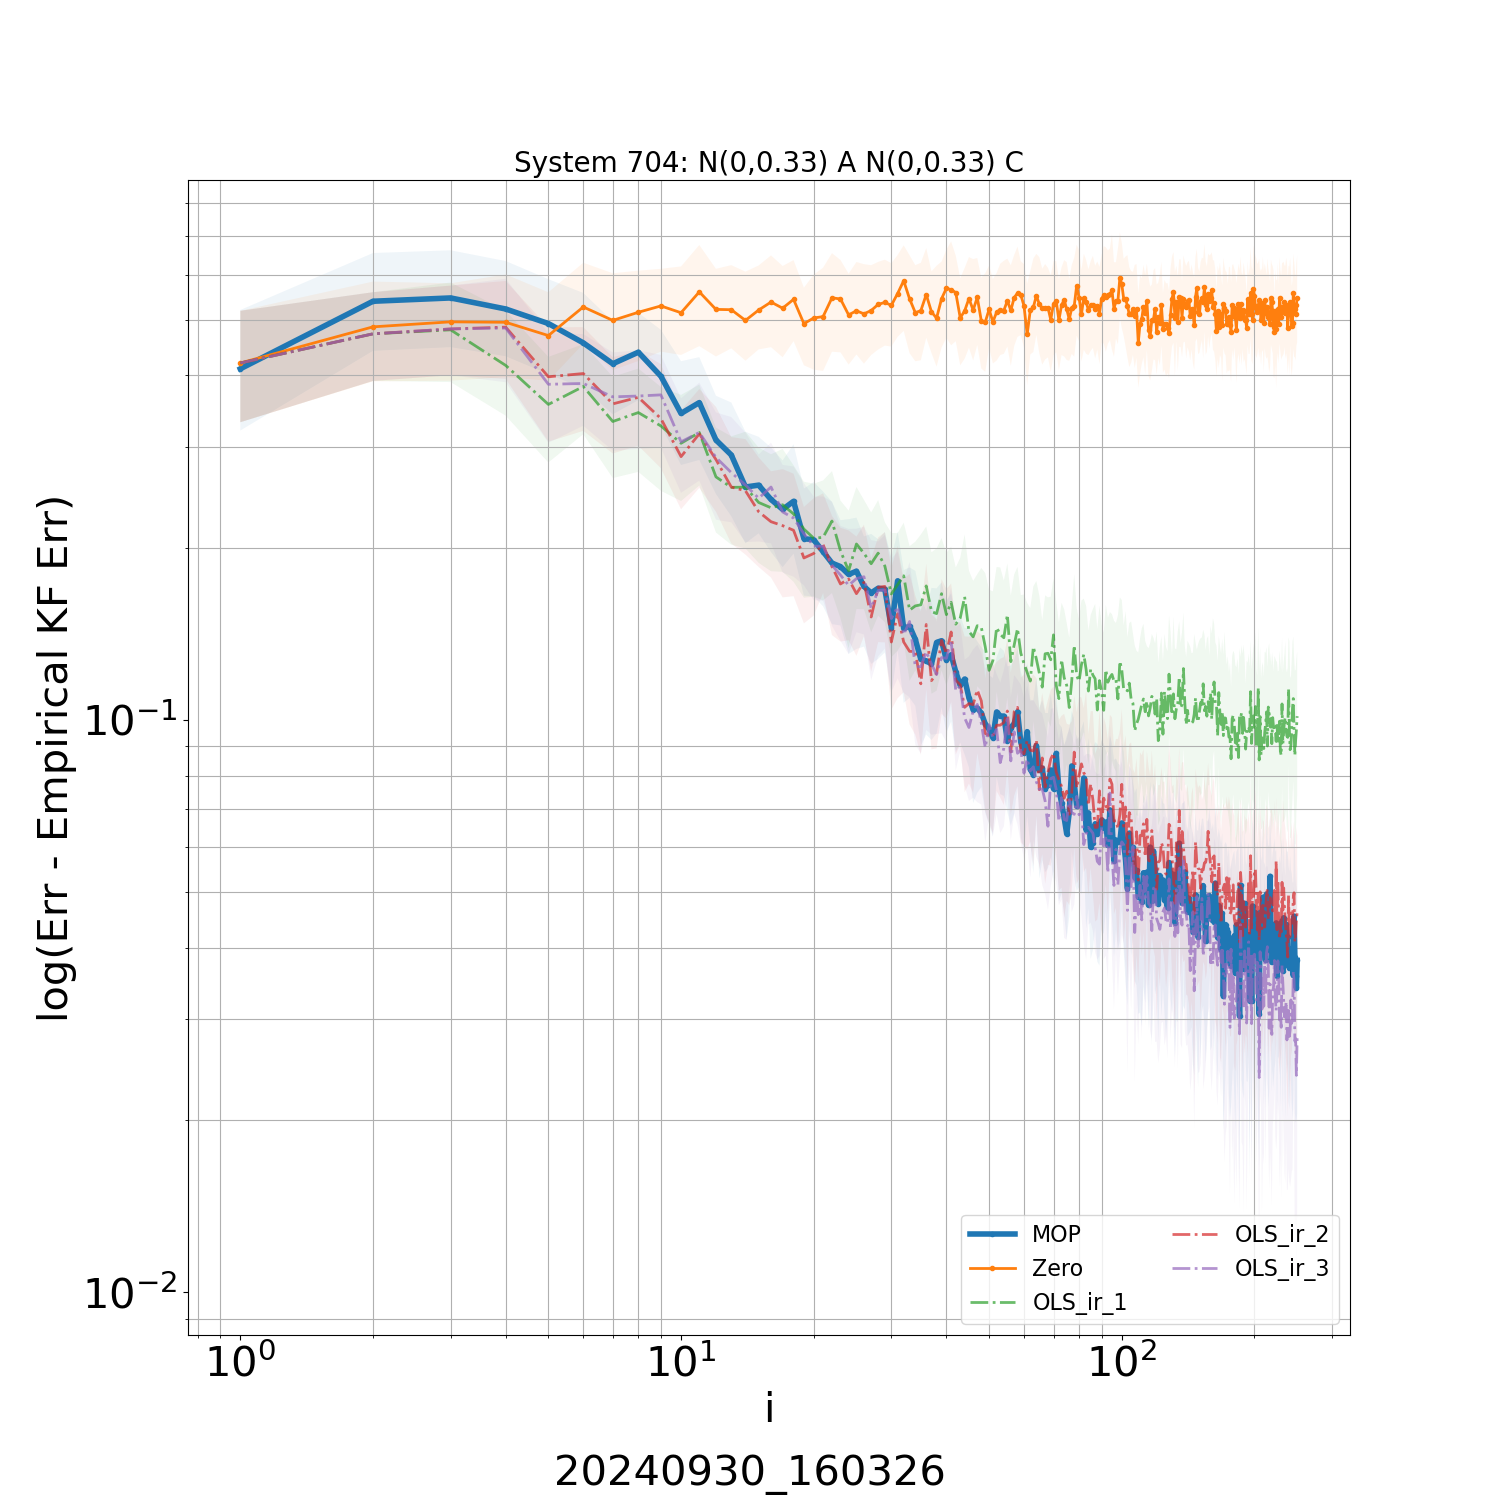 System 704: N(0,0.33) A N(0,0.33) C
log(Err - Empirical KF Err)
10⁻¹
10⁻²
10⁰
10¹
10²
MOP
Zero
OLS_ir_1
OLS_ir_2
OLS_ir_3
i
20240930_160326